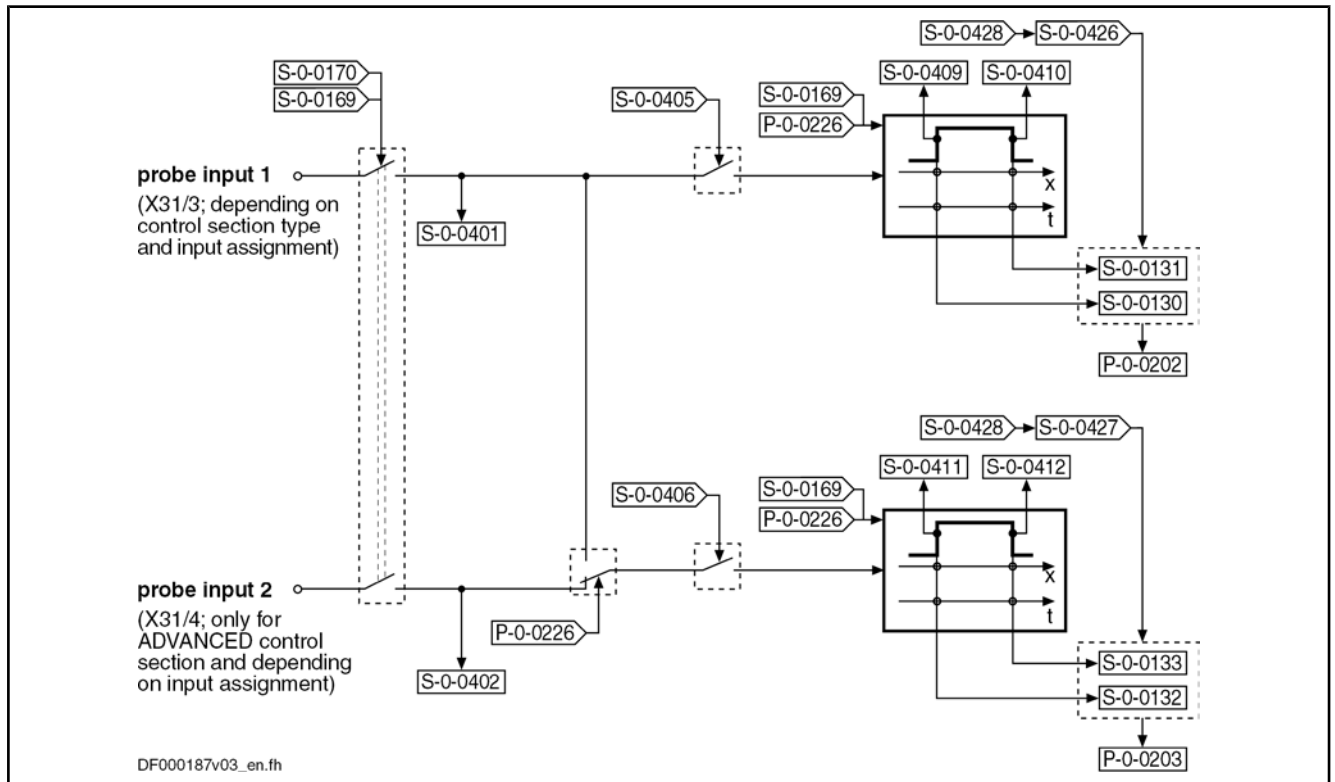 S-0-0428
S-0-0426
S-0-0170
S-0-0169
S-0-0409
S-0-0410
S-0-0405
S-0-0169
P-0-0226
probe input 1
(X31/3; depending on
control section type
and input assignment)
S-0-0401
x
t
S-0-0131
S-0-0130
P-0-0202
S-0-0428
S-0-0427
S-0-0411
S-0-0412
S-0-0406
S-0-0169
P-0-0226
probe input 2
(X31/4; only for
ADVANCED control
section and depending
on input assignment)
P-0-0226
S-0-0402
x
t
S-0-0133
S-0-0132
P-0-0203
DF000187v03_en.fh